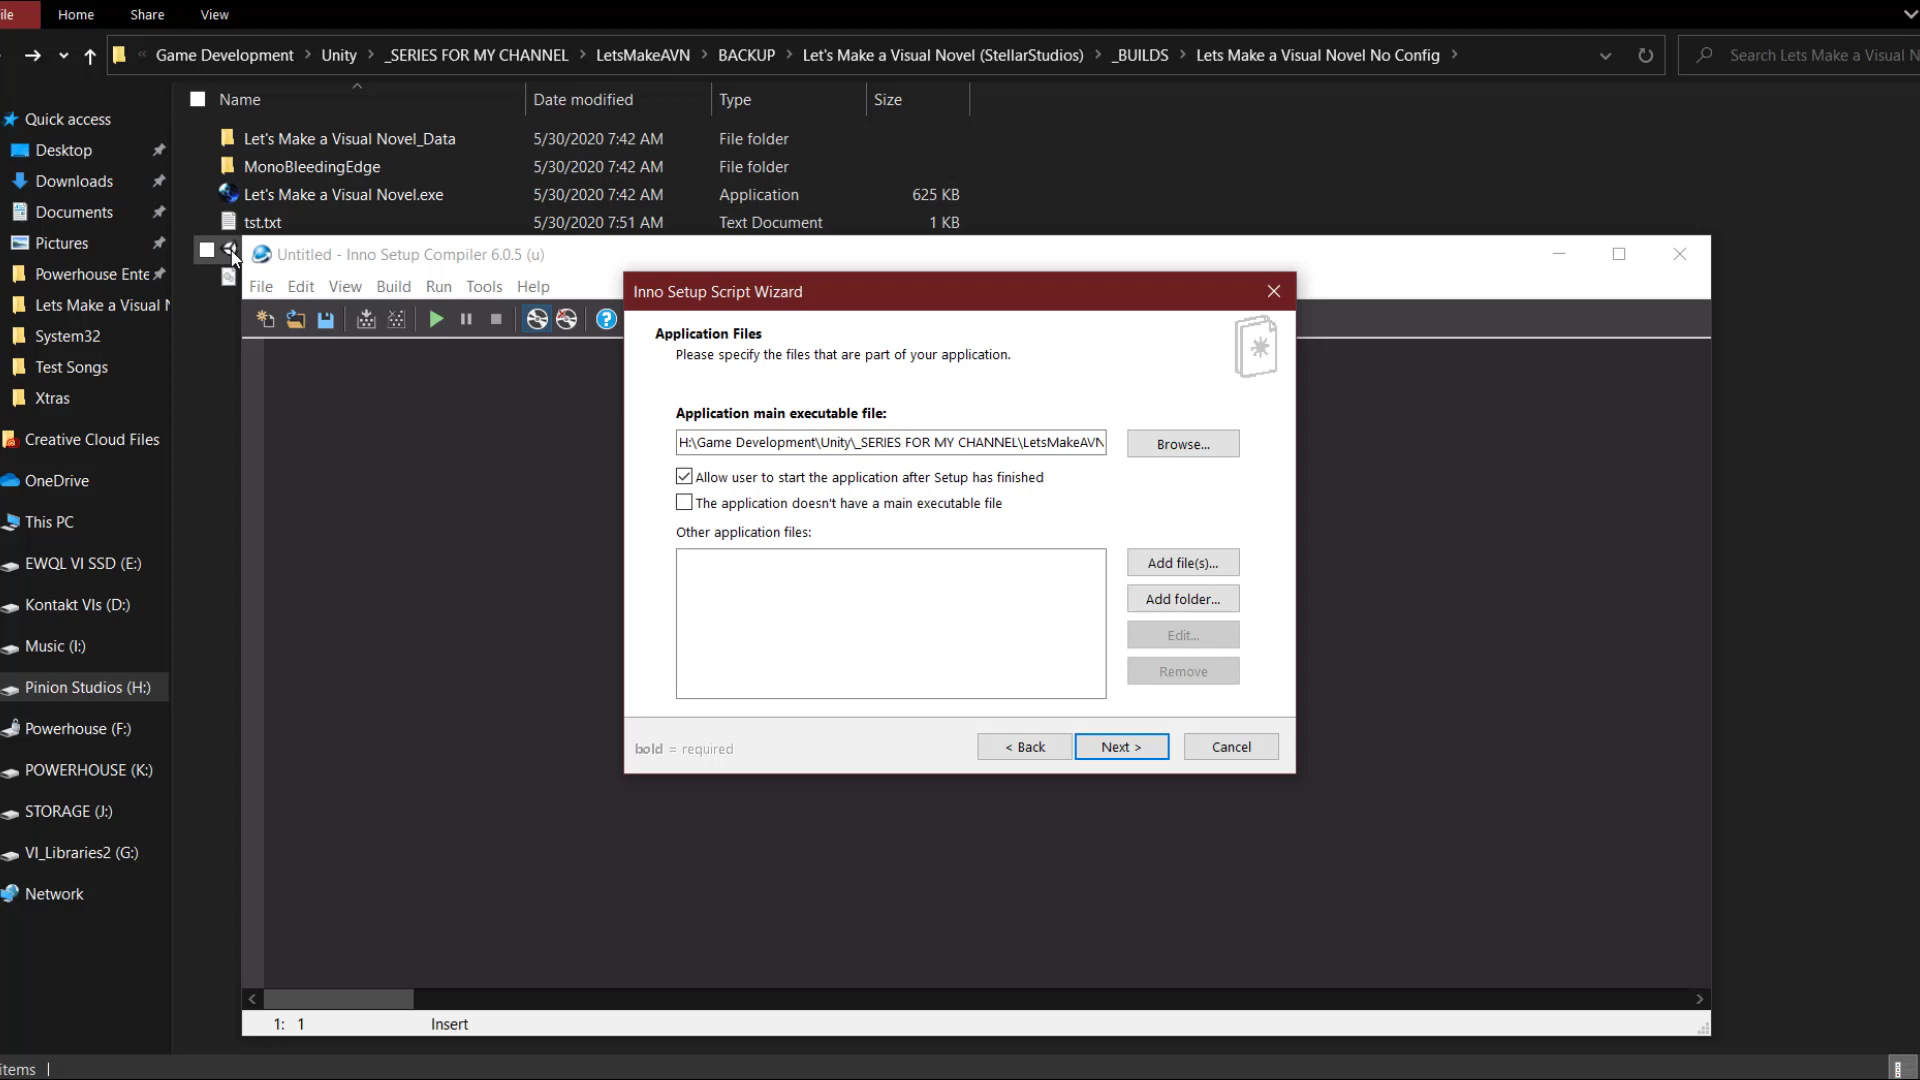 ile
Home
Share
View
« Game Development > Unity > _SERIES FOR MY CHANNEL > LetsMakeAVN > BACKUP > Let's Make a Visual Novel (StellarStudios) > _BUILDS > Lets Make a Visual Novel No Config >
Search Lets Make a Visual N
Name
Date modified
Type
Size
Let's Make a Visual Novel_Data 5/30/2020 7:42 AM File folder
MonoBleedingEdge 5/30/2020 7:42 AM File folder
Let's Make a Visual Novel.exe 5/30/2020 7:42 AM Application 625 KB
tst.txt 5/30/2020 7:51 AM Text Document 1 KB
Quick access
Desktop
Downloads
Documents
Pictures
Powerhouse Ente
Lets Make a Visual N
System32
Test Songs
Xtras
Creative Cloud Files
OneDrive
This PC
EWQL VI SSD (E:)
Kontakt VIs (D:)
Music (I:)
Pinion Studios (H:)
Powerhouse (F:)
POWERHOUSE (K:)
STORAGE (J:)
VI_Libraries2 (G:)
Network
items
Untitled - Inno Setup Compiler 6.0.5 (u)
File Edit View Build Run Tools Help
Inno Setup Script Wizard
Application Files
Please specify the files that are part of your application.
Application main executable file:
H:\Game Development\Unity\_SERIES FOR MY CHANNEL\LetsMakeAVN
Browse...
Allow user to start the application after Setup has finished
The application doesn't have a main executable file
Other application files:
Add file(s)...
Add folder...
Edit...
Remove
bold = required
< Back
Next >
Cancel
1: 1
Insert